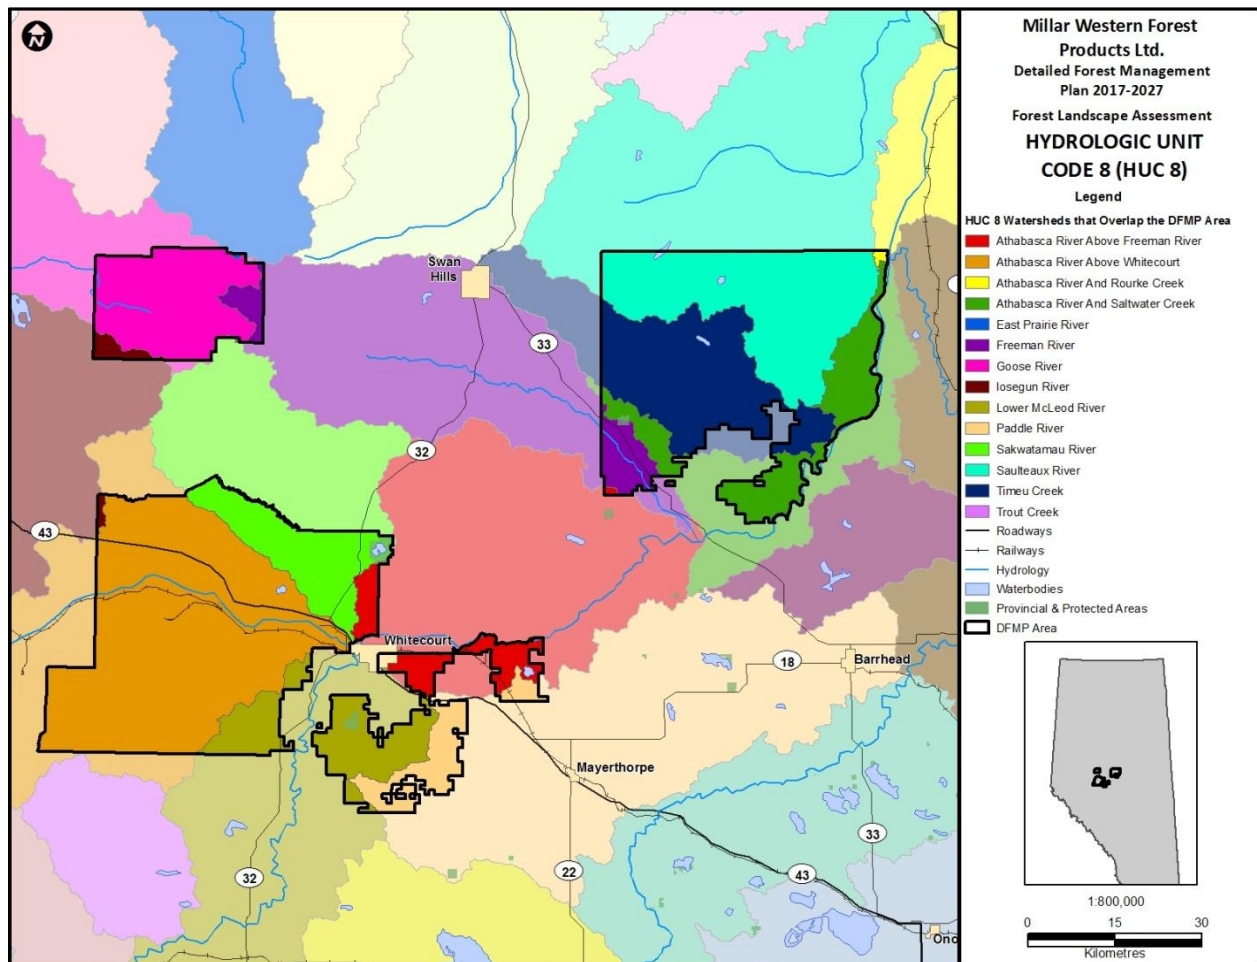 N
Swan
Hills
33
32
43
Whitecourt
18
Barrhead
Mayerthorpe
33
32
22
43
Ono
Millar Western Forest
Products Ltd.
Detailed Forest Management
Plan 2017-2027
Forest Landscape Assessment
HYDROLOGIC UNIT
CODE 8 (HUC 8)
Legend
HUC 8 Watersheds that Overlap the DFMP Area
Athabasca River Above Freeman River
Athabasca River Above Whitecourt
Athabasca River And Rourke Creek
Athabasca River And Saltwater Creek
East Prairie River
Freeman River
Goose River
Iosegun River
Lower McLeod River
Paddle River
Sakwatamau River
Saulteaux River
Timeu Creek
Trout Creek
Roadways
Railways
Hydrology
Waterbodies
Provincial & Protected Areas
DFMP Area
1:800,000
0 15 30
Kilometres